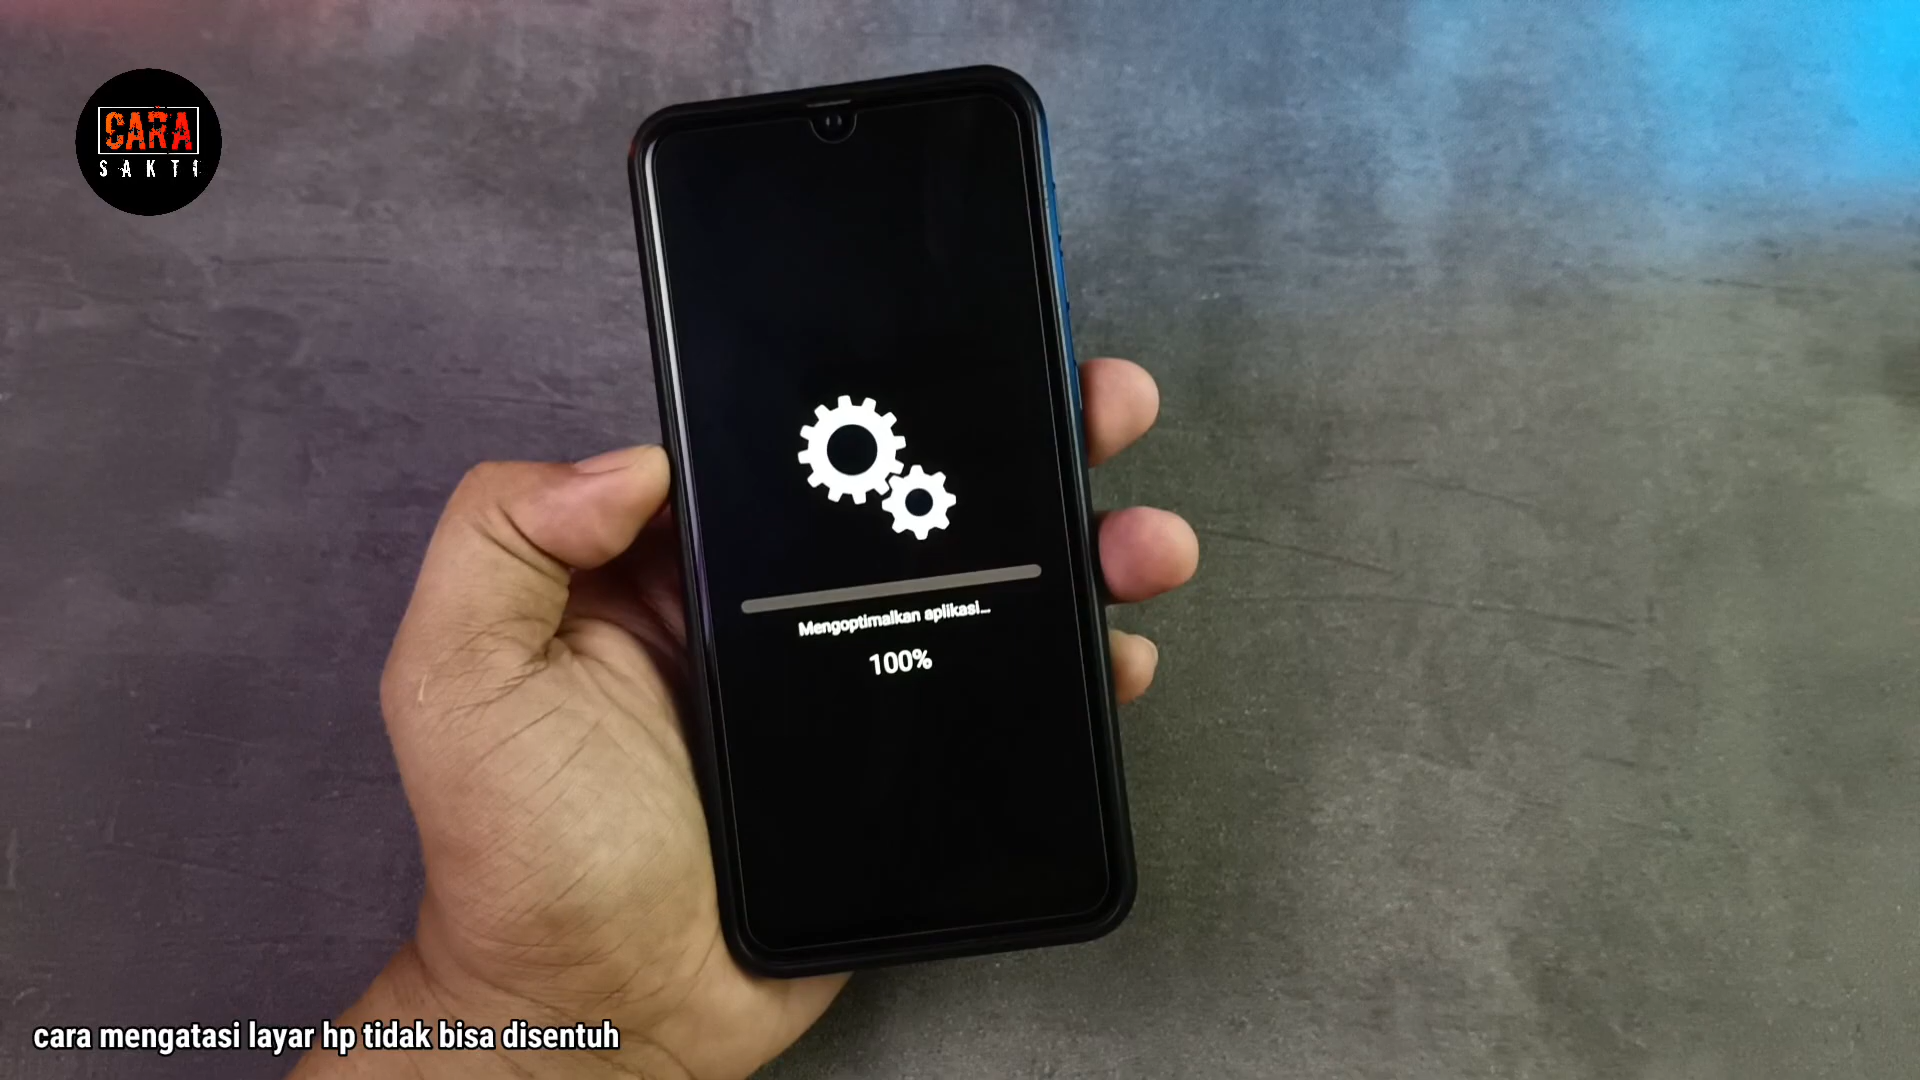 CARA
SAKTI
Mengoptimalkan aplikasi...
100%
cara mengatasi layar hp tidak bisa disentuh